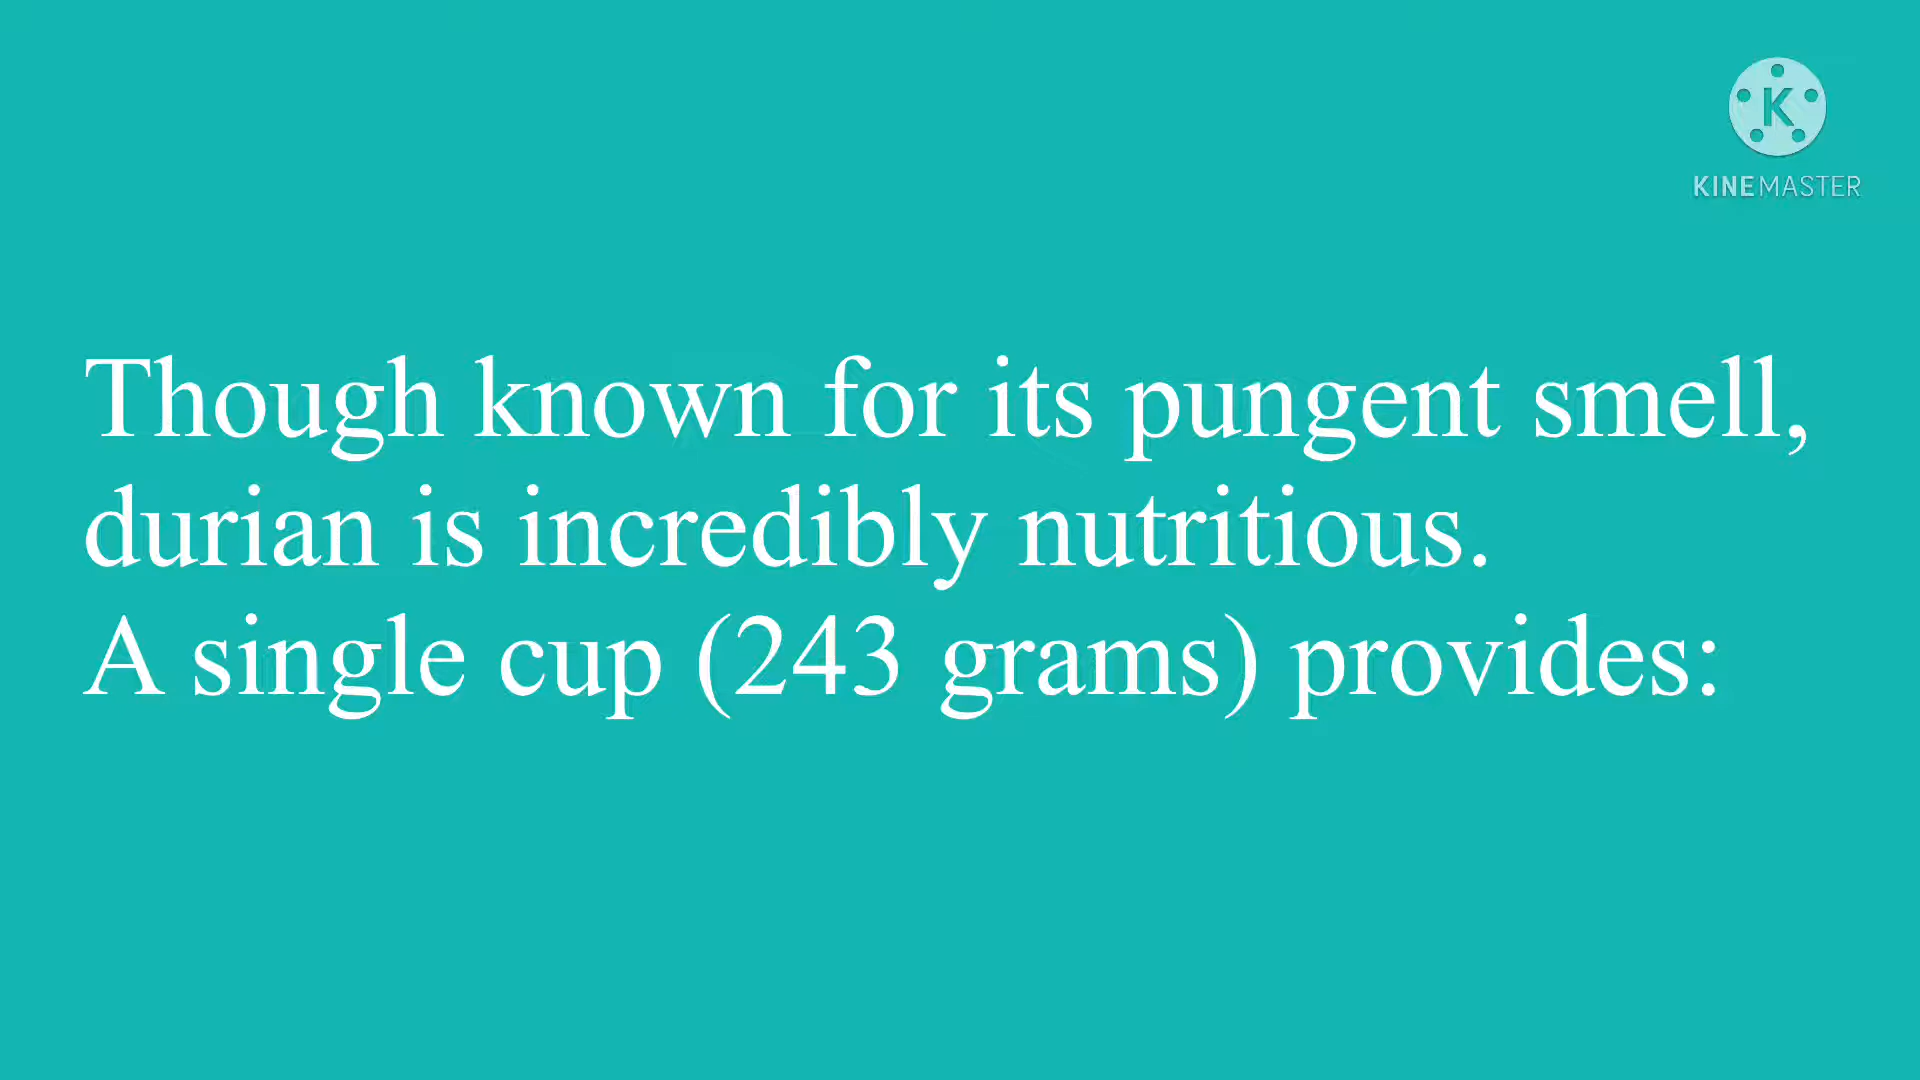 K
KINEMASTER
Though known for its pungent smell,
durian is incredibly nutritious.
A single cup (243 grams) provides: